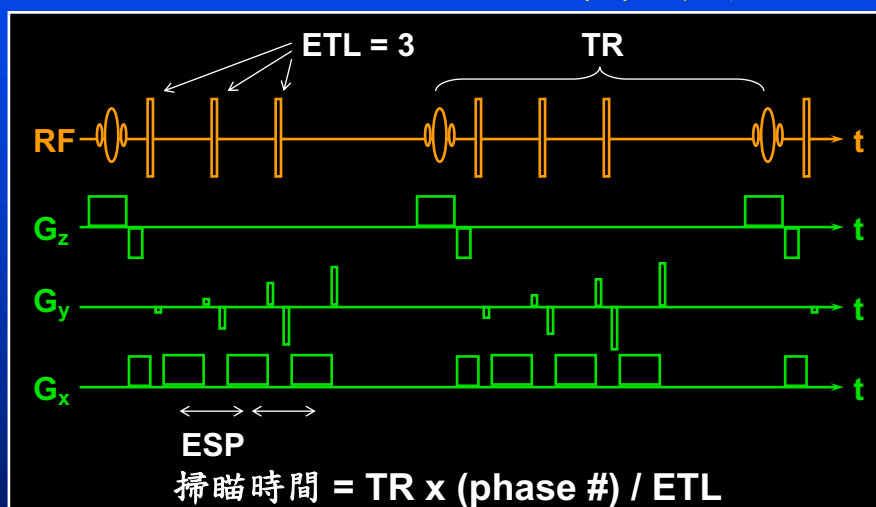 ETL = 3 TR
RF t
Gz t
Gy t
Gx t
ESP
掃瞄時間 = TR x (phase #) / ETL